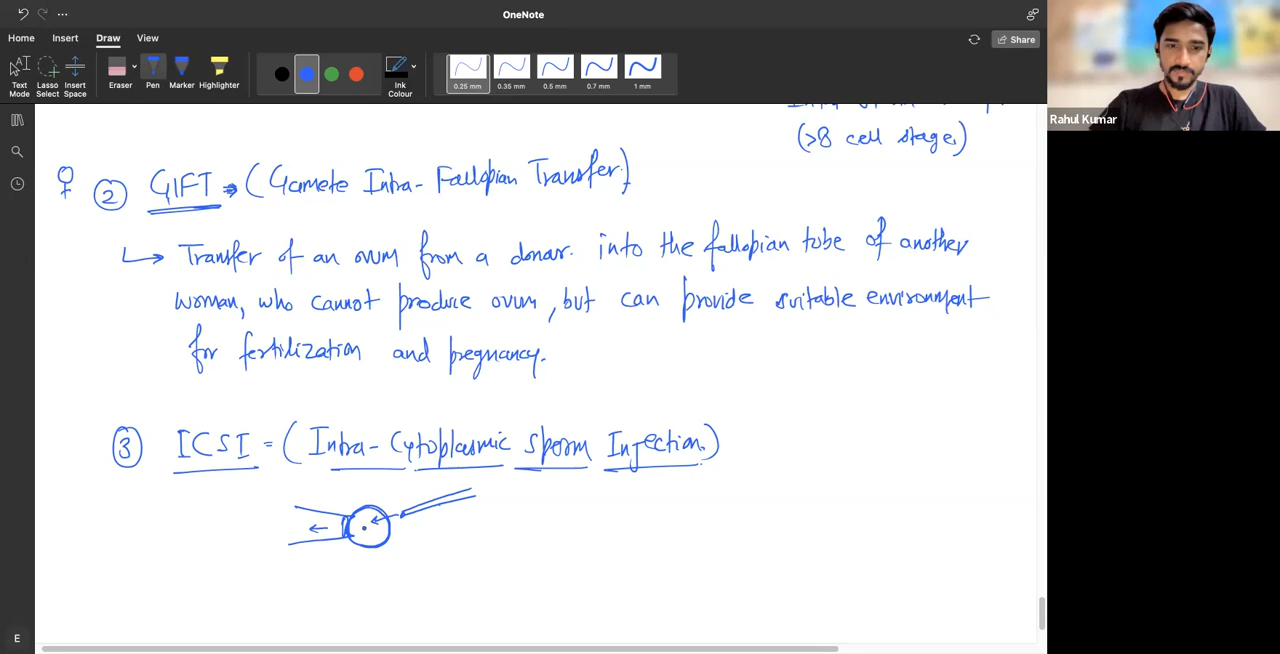 OneNote
Home Insert Draw View
Share
Text Mode
Lasso Select
Insert Space
Eraser
Pen
Marker
Highlighter
Ink Colour
0.25 mm
0.35 mm
0.5 mm
0.7 mm
1 mm
Rahul Kumar
(>8 cell stage)
② GIFT → (Gamete Intra-Fallopian Transfer)
↳ Transfer of an ovum from a donar. into the fallopian tube of another
woman, who cannot produce ovum, but can provide suitable environment
for fertilization and pregnancy.
③ ICSI = (Intra-Cytoplasmic Sperm Injection)
E